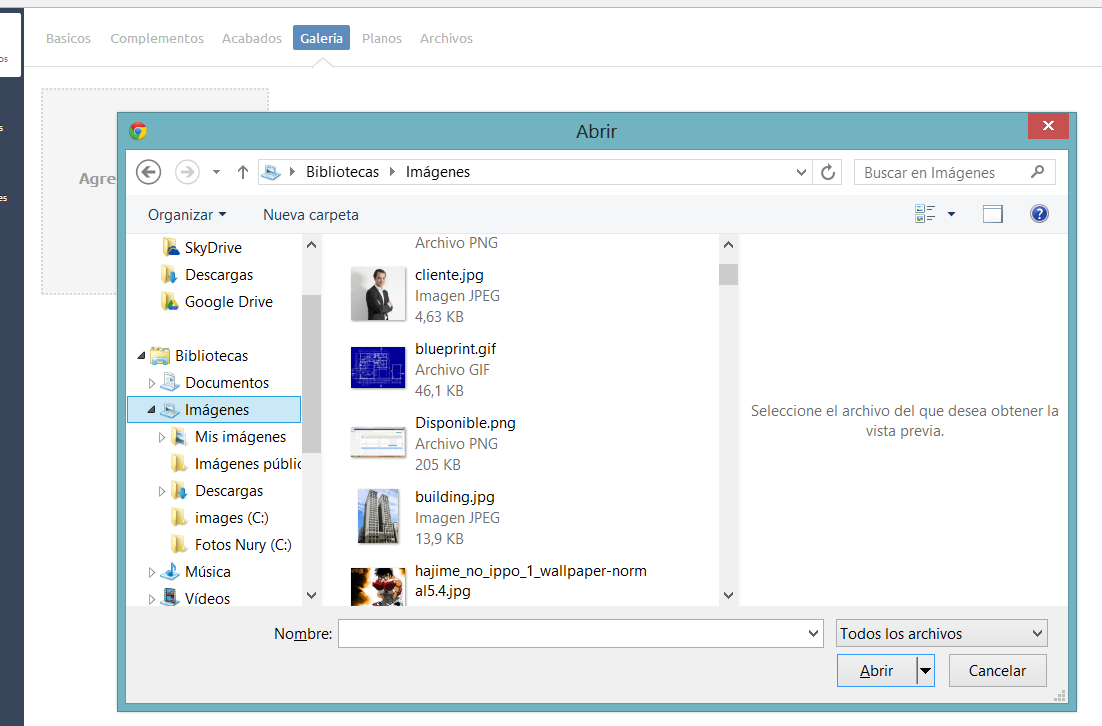 Basicos Complementos Acabados Galería Planos Archivos
Agre
Abrir
Bibliotecas Imágenes
Buscar en Imágenes
Organizar Nueva carpeta
SkyDrive
Descargas
Google Drive
Bibliotecas
Documentos
Imágenes
Mis imágenes
Imágenes públic
Descargas
images (C:)
Fotos Nury (C:)
Música
Vídeos
Archivo PNG
cliente.jpg
Imagen JPEG
4,63 KB
blueprint.gif
Archivo GIF
46,1 KB
Disponible.png
Archivo PNG
205 KB
building.jpg
Imagen JPEG
13,9 KB
hajime_no_ippo_1_wallpaper-norm
al5.4.jpg
Seleccione el archivo del que desea obtener la
vista previa.
Nombre:
Todos los archivos
Abrir
Cancelar